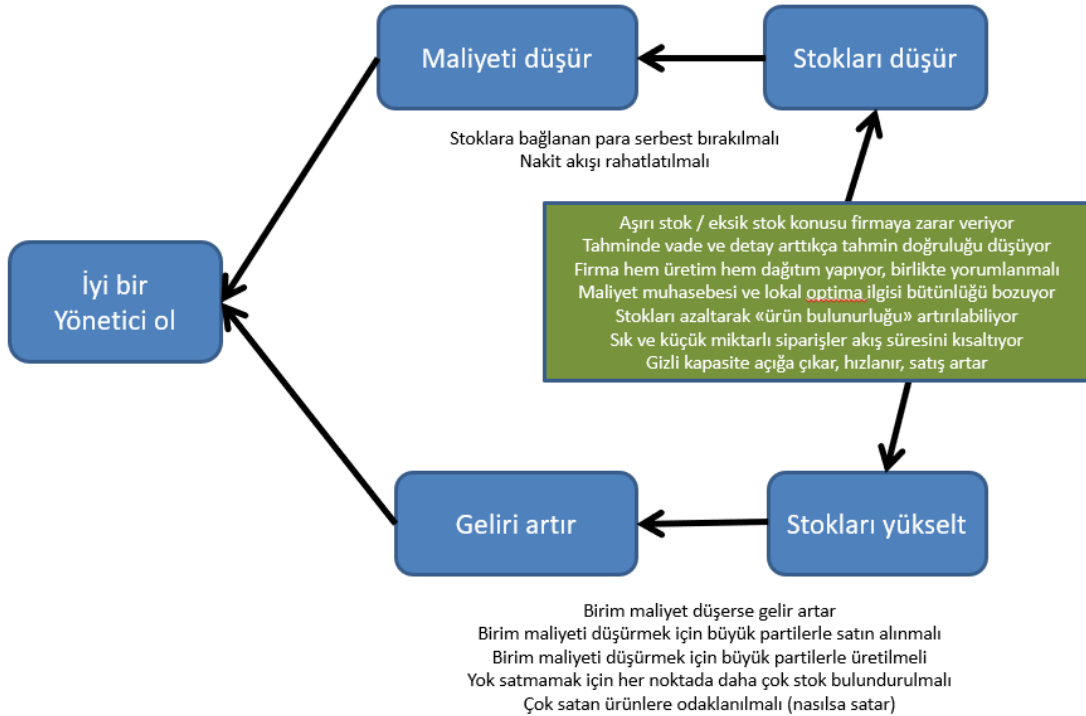 Maliyeti düşür
Stokları düşür
Stoklara bağlanan para serbest bırakılmalı
Nakit akışı rahatlatılmalı
İyi bir
Yönetici ol
Aşırı stok / eksik stok konusu firmaya zarar veriyor
Tahminde vade ve detay arttıkça tahmin doğruluğu düşüyor
Firma hem üretim hem dağıtım yapıyor, birlikte yorumlanmalı
Maliyet muhasebesi ve lokal optima ilgisi bütünlüğü bozuyor
Stokları azaltarak «ürün bulunurluğu» artırılabiliyor
Sık ve küçük miktarlı siparişler akış süresini kısaltıyor
Gizli kapasite açığa çıkar, hızlanır, satış artar
Geliri artır
Stokları yükselt
Birim maliyet düşerse gelir artar
Birim maliyeti düşürmek için büyük partilerle satın alınmalı
Birim maliyeti düşürmek için büyük partilerle üretilmeli
Yok satmamak için her noktada daha çok stok bulundurulmalı
Çok satan ürünlere odaklanılmalı (nasılsa satar)